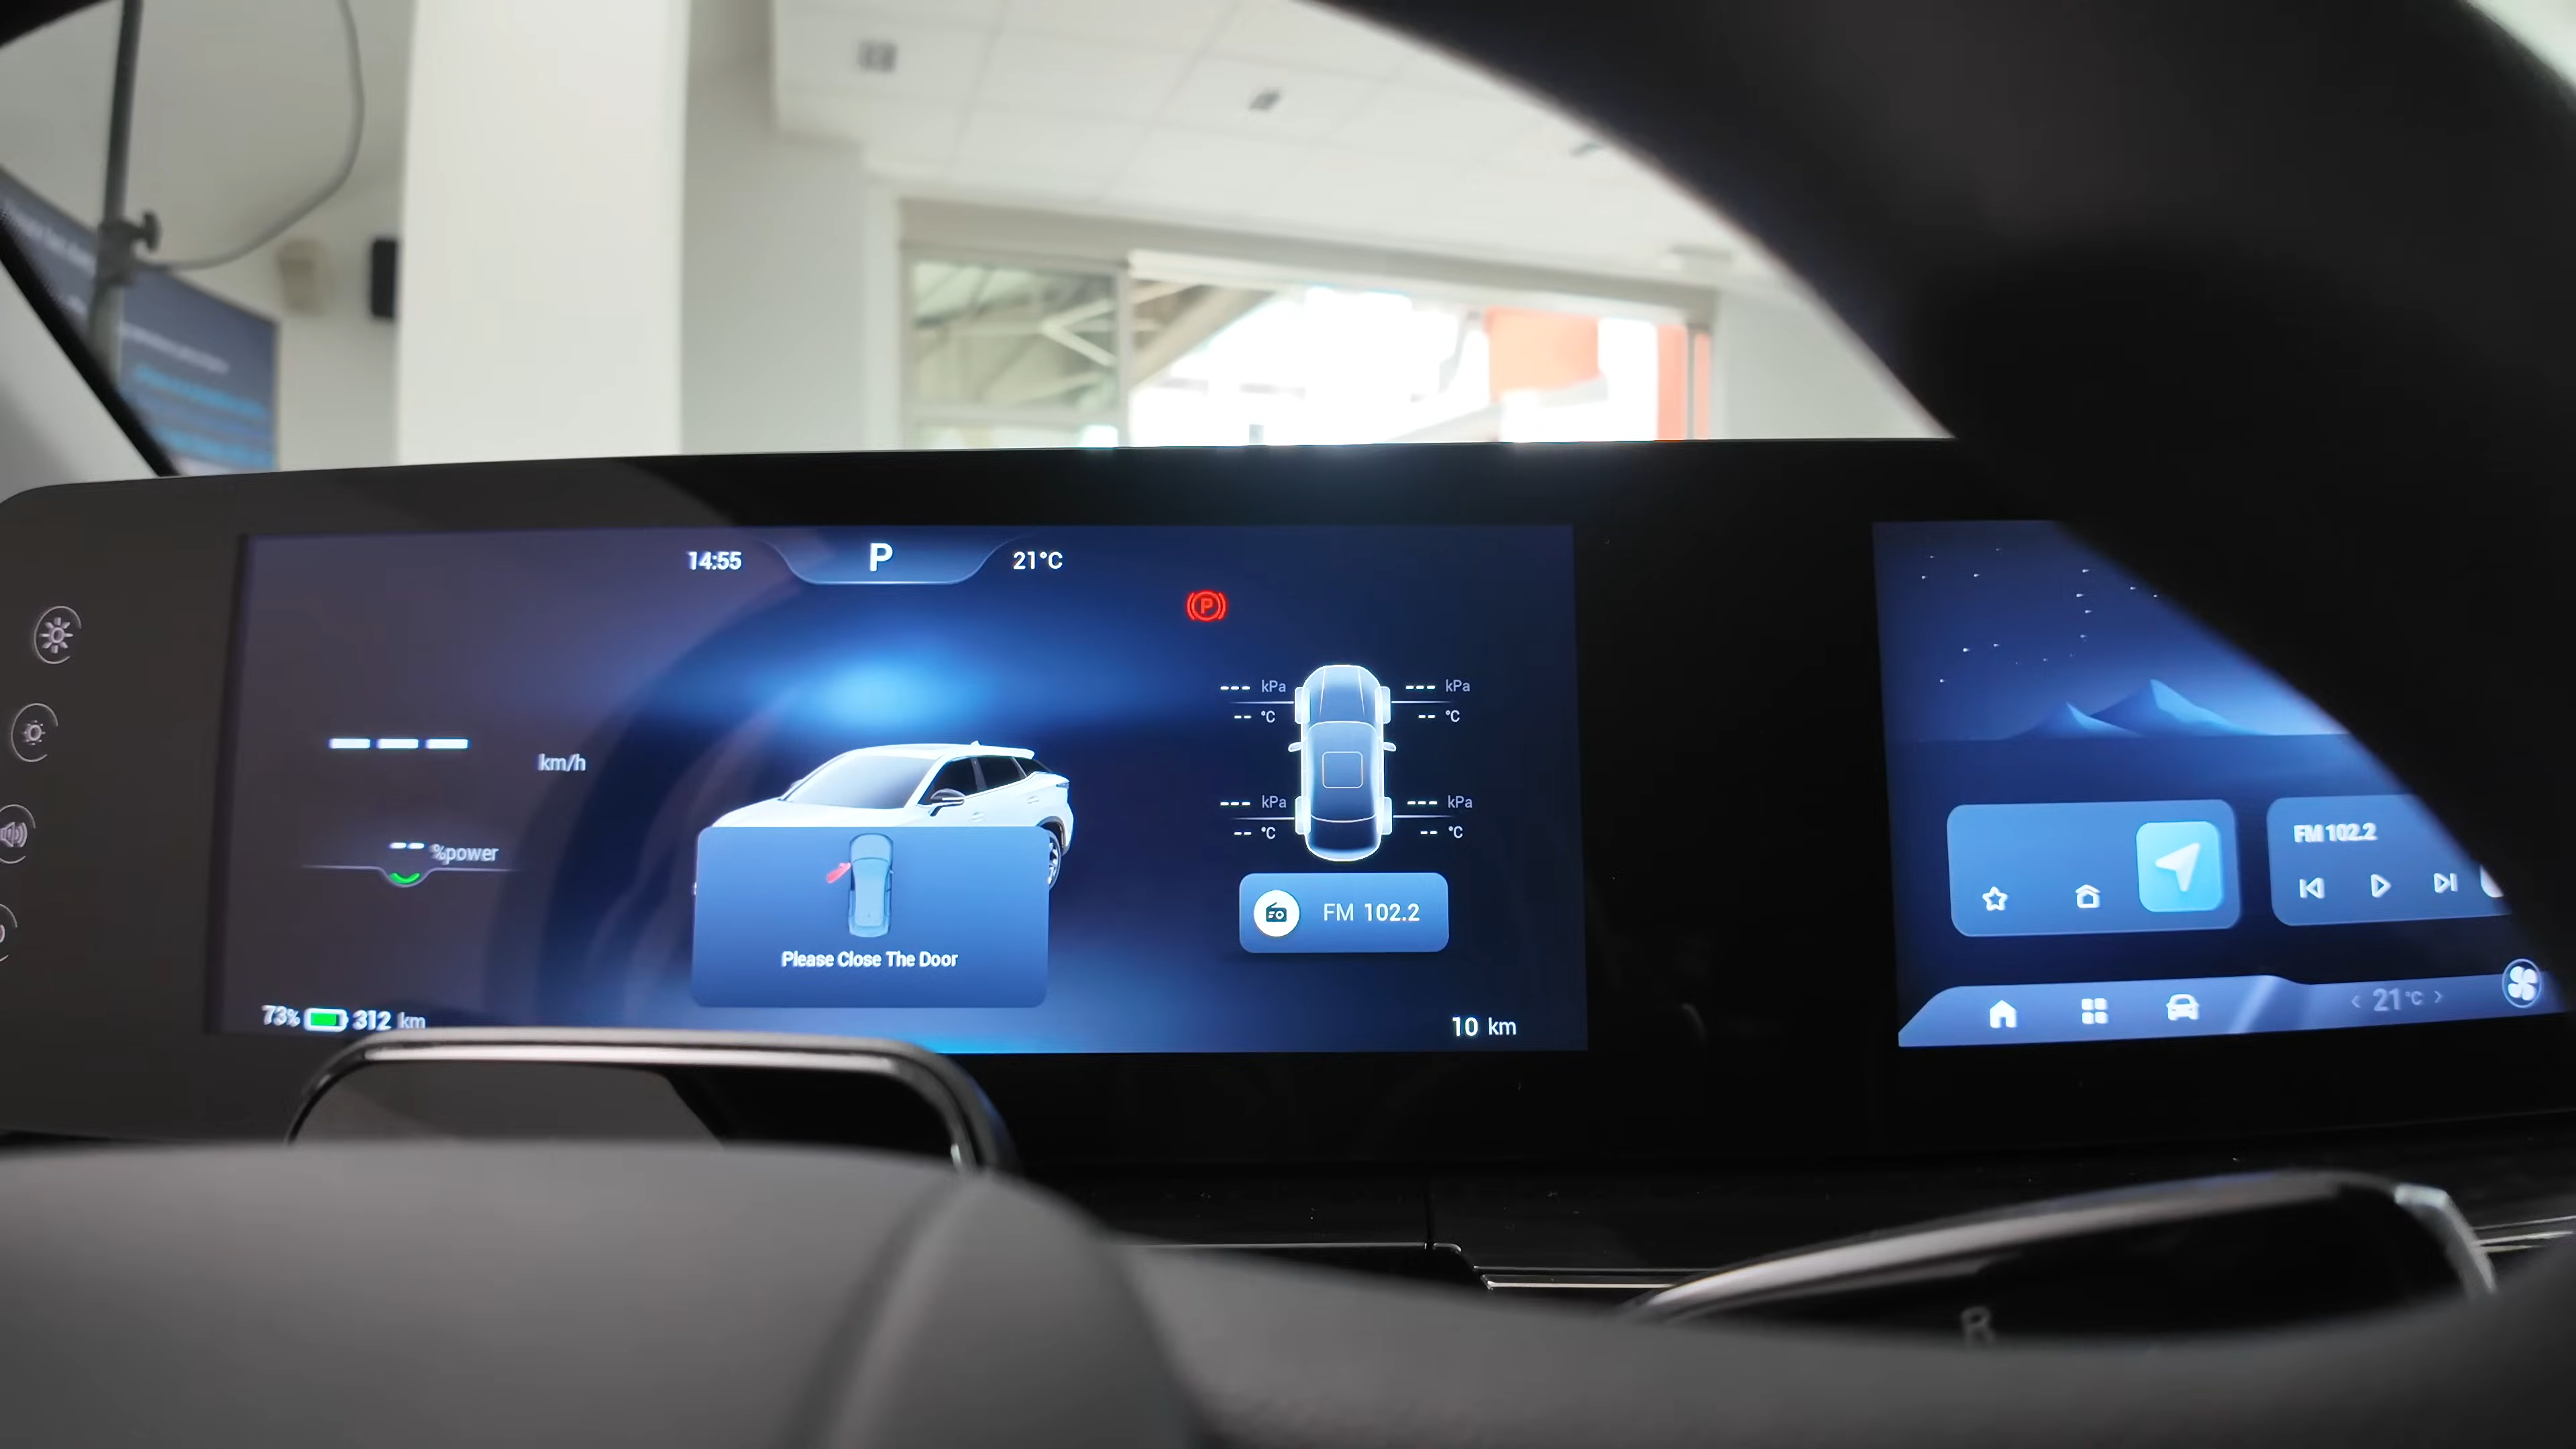 14:55
P
21°C
P
--- kPa
-- °C
--- kPa
-- °C
--- kPa
-- °C
--- kPa
-- °C
--- km/h
-- %power
Please Close The Door
FM 102.2
73% 312 km
10 km
FM 102.2
21°C
R